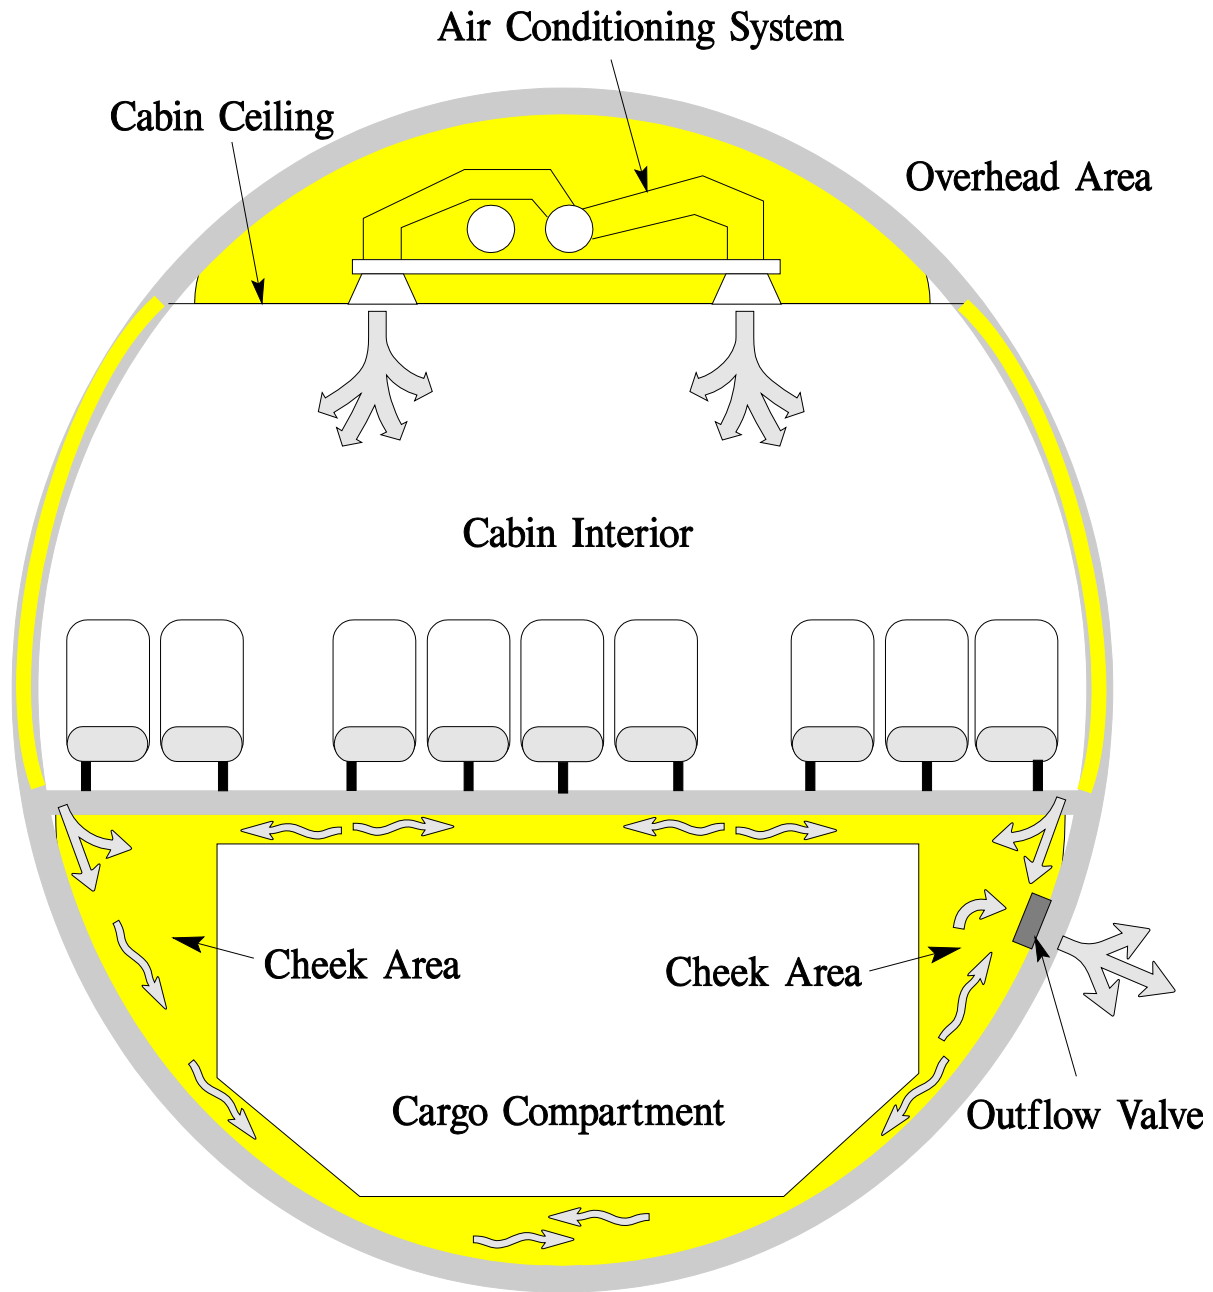 Air Conditioning System
Cabin Ceiling
Overhead Area
Cabin Interior
Cheek Area
Cheek Area
Cargo Compartment
Outflow Valve